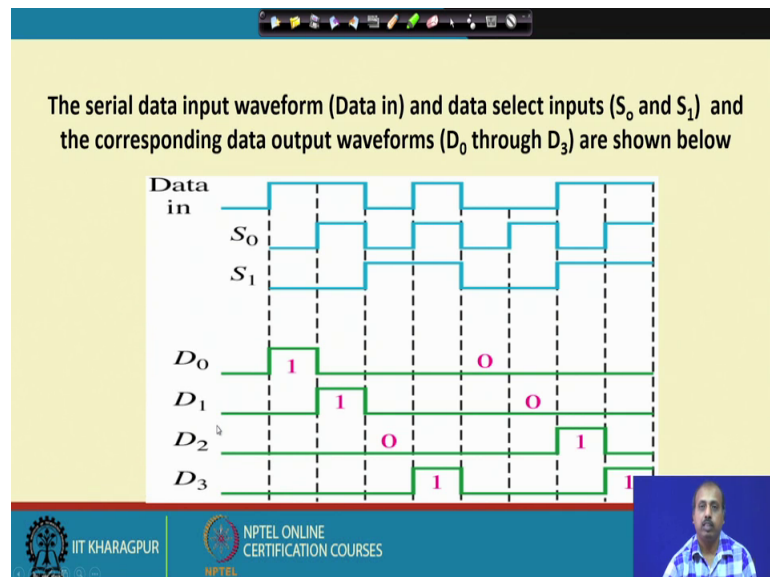 The serial data input waveform (Data in) and data select inputs (So and S1) and
the corresponding data output waveforms (D0 through D3) are shown below
Data
in
S0
S1
D0 1 0
D1 1 0
D2 0 1
D3 1 1
IIT KHARAGPUR
NPTEL
NPTEL ONLINE
CERTIFICATION COURSES